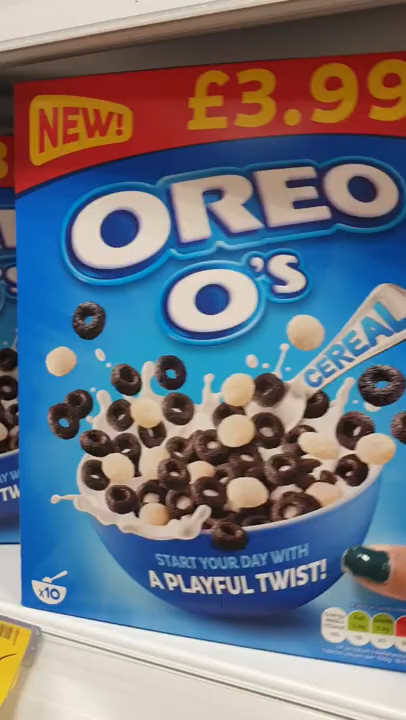 NEW!
£3.99
OREO
O'S
CEREAL
START YOUR DAY WITH
A PLAYFUL TWIST!
x10